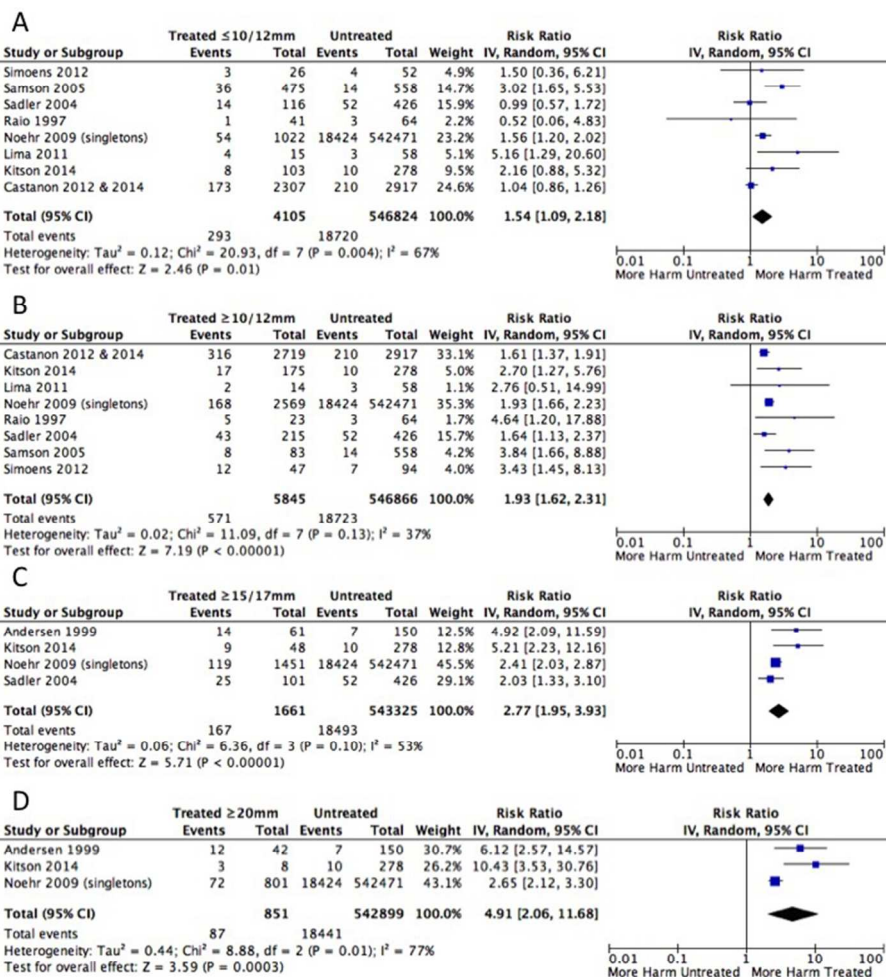 A
Treated ≤10/12mm Untreated Risk Ratio Risk Ratio
Study or Subgroup Events Total Events Total Weight IV, Random, 95% CI IV, Random, 95% CI
Simoens 2012 3 26 4 52 4.9% 1.50 [0.36, 6.21]
Samson 2005 36 475 14 558 14.7% 3.02 [1.65, 5.53]
Sadler 2004 14 116 52 426 15.9% 0.99 [0.57, 1.72]
Raio 1997 1 41 3 64 2.2% 0.52 [0.06, 4.83]
Noehr 2009 (singletons) 54 1022 18424 542471 23.2% 1.56 [1.20, 2.02]
Lima 2011 4 15 3 58 5.1% 5.16 [1.29, 20.60]
Kitson 2014 8 103 10 278 9.5% 2.16 [0.88, 5.32]
Castanon 2012 & 2014 173 2307 210 2917 24.6% 1.04 [0.86, 1.26]
Total (95% CI) 4105 546824 100.0% 1.54 [1.09, 2.18]
Total events 293 18720
Heterogeneity: Tau² = 0.12; Chi² = 20.93, df = 7 (P = 0.004); I² = 67%
Test for overall effect: Z = 2.46 (P = 0.01)
0.01 0.1 1 10 100
More Harm Untreated More Harm Treated
B
Treated ≥10/12mm Untreated Risk Ratio Risk Ratio
Study or Subgroup Events Total Events Total Weight IV, Random, 95% CI IV, Random, 95% CI
Castanon 2012 & 2014 316 2719 210 2917 33.1% 1.61 [1.37, 1.91]
Kitson 2014 17 175 10 278 5.0% 2.70 [1.27, 5.76]
Lima 2011 2 14 3 58 1.1% 2.76 [0.51, 14.99]
Noehr 2009 (singletons) 168 2569 18424 542471 35.3% 1.93 [1.66, 2.23]
Raio 1997 5 23 3 64 1.7% 4.64 [1.20, 17.88]
Sadler 2004 43 215 52 426 15.7% 1.64 [1.13, 2.37]
Samson 2005 8 83 14 558 4.2% 3.84 [1.66, 8.88]
Simoens 2012 12 47 7 94 4.0% 3.43 [1.45, 8.13]
Total (95% CI) 5845 546866 100.0% 1.93 [1.62, 2.31]
Total events 571 18723
Heterogeneity: Tau² = 0.02; Chi² = 11.09, df = 7 (P = 0.13); I² = 37%
Test for overall effect: Z = 7.19 (P < 0.00001)
0.01 0.1 1 10 100
More Harm Untreated More Harm Treated
C
Treated ≥15/17mm Untreated Risk Ratio Risk Ratio
Study or Subgroup Events Total Events Total Weight IV, Random, 95% CI IV, Random, 95% CI
Andersen 1999 14 61 7 150 12.5% 4.92 [2.09, 11.59]
Kitson 2014 9 48 10 278 12.8% 5.21 [2.23, 12.16]
Noehr 2009 (singletons) 119 1451 18424 542471 45.5% 2.41 [2.03, 2.87]
Sadler 2004 25 101 52 426 29.1% 2.03 [1.33, 3.10]
Total (95% CI) 1661 543325 100.0% 2.77 [1.95, 3.93]
Total events 167 18493
Heterogeneity: Tau² = 0.06; Chi² = 6.36, df = 3 (P = 0.10); I² = 53%
Test for overall effect: Z = 5.71 (P < 0.00001)
0.01 0.1 1 10 100
More Harm Untreated More Harm Treated
D
Treated ≥20mm Untreated Risk Ratio Risk Ratio
Study or Subgroup Events Total Events Total Weight IV, Random, 95% CI IV, Random, 95% CI
Andersen 1999 12 42 7 150 30.7% 6.12 [2.57, 14.57]
Kitson 2014 3 8 10 278 26.2% 10.43 [3.53, 30.76]
Noehr 2009 (singletons) 72 801 18424 542471 43.1% 2.65 [2.12, 3.30]
Total (95% CI) 851 542899 100.0% 4.91 [2.06, 11.68]
Total events 87 18441
Heterogeneity: Tau² = 0.44; Chi² = 8.88, df = 2 (P = 0.01); I² = 77%
Test for overall effect: Z = 3.59 (P = 0.0003)
0.01 0.1 1 10 100
More Harm Untreated More Harm Treated